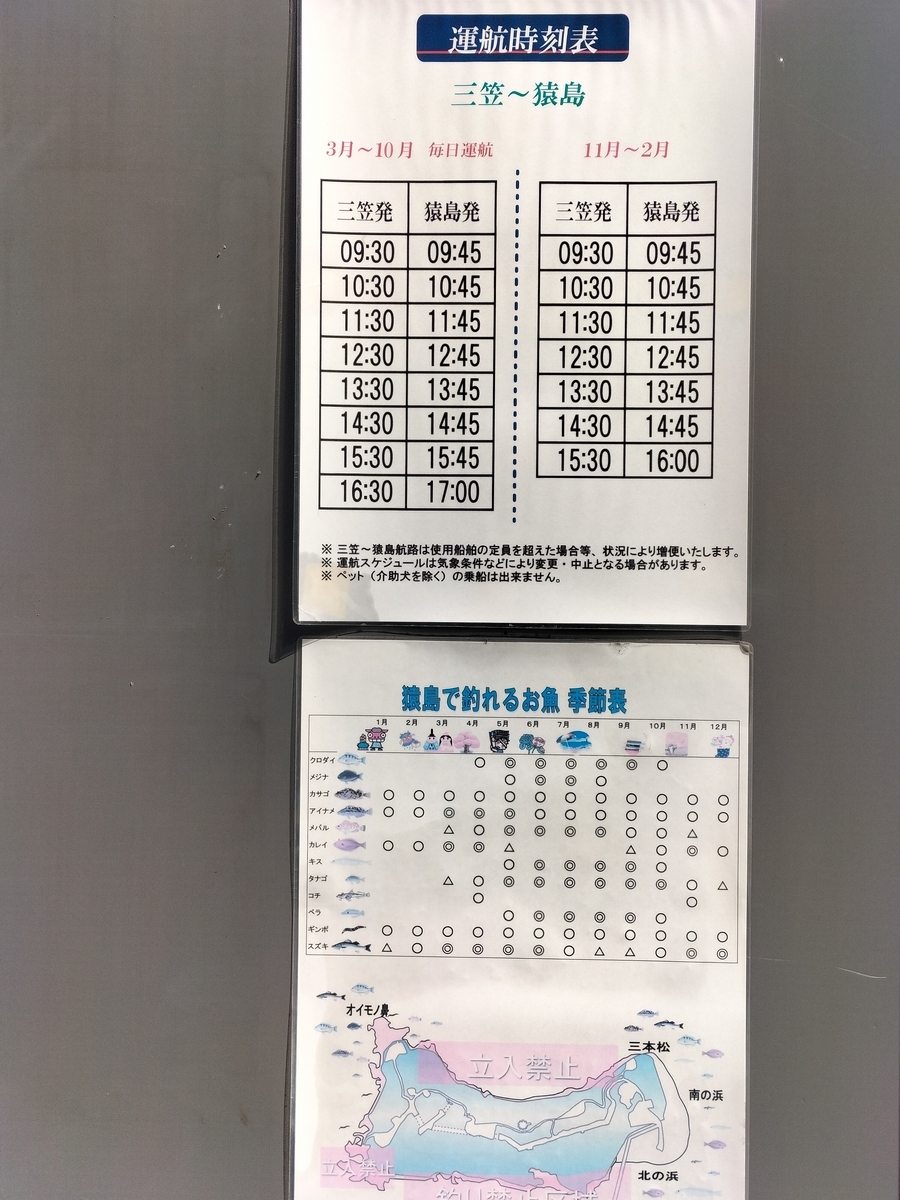 運航時刻表
三笠～猿島
3月～10月 毎日運航
三笠発 猿島発
09:30 09:45
10:30 10:45
11:30 11:45
12:30 12:45
13:30 13:45
14:30 14:45
15:30 15:45
16:30 17:00
11月～2月
三笠発 猿島発
09:30 09:45
10:30 10:45
11:30 11:45
12:30 12:45
13:30 13:45
14:30 14:45
15:30 16:00
※ 三笠～猿島航路は使用船舶の定員を超えた場合等、状況により増便いたします。
※ 運航スケジュールは気象条件などにより変更・中止となる場合があります。
※ ペット（介助犬を除く）の乗船は出来ません。
猿島で釣れるお魚 季節表
1月 2月 3月 4月 5月 6月 7月 8月 9月 10月 11月 12月
クロダイ ○ ◎ ◎ ◎ ◎ ◎ ○
メジナ ○ ◎ ◎ ○
カサゴ ○ ○ ○ ○ ○ ○ ○ ○ ○ ○ ○ ○
アイナメ ○ ○ ◎ ◎ ◎ ○ ○ ○ ○ ○ ○ ○
メバル △ ○ ◎ ◎ ◎ ◎ ○ ○ △
カレイ ○ ○ ◎ ◎ △ △ ○ ◎ ○
キス ○ ◎ ◎ ◎ ◎ ○
タナゴ △ ○ ◎ ◎ ◎ ◎ ◎ ◎ ○ △
コチ ○ ○
ベラ ○ ◎ ◎ ◎ ◎ ○
ギンポ ○ ○ ○ ○ ○ ○ ○ ○ ○ ○ ○ ○
スズキ △ ○ ◎ ◎ ◎ ◎ ○ △ △ ○ ◎ ◎
オイモノ鼻
三本松
立入禁止
南の浜
立入禁止
北の浜